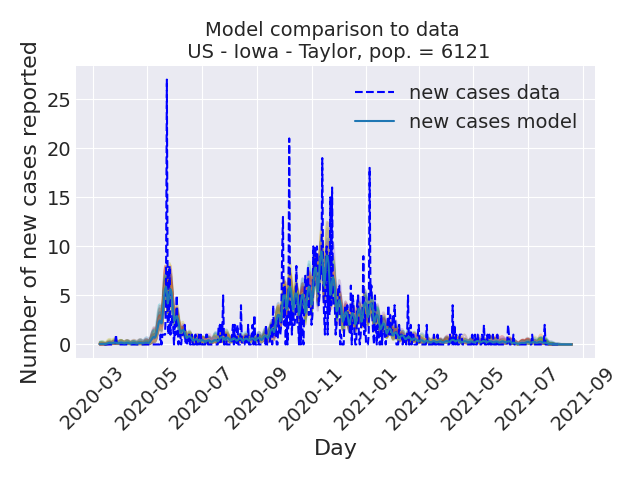 Model comparison to data
US - Iowa - Taylor, pop. = 6121
Number of new cases reported
25
20
15
10
5
0
new cases data
new cases model
2020-03
2020-05
2020-07
2020-09
2020-11
2021-01
2021-03
2021-05
2021-07
2021-09
Day